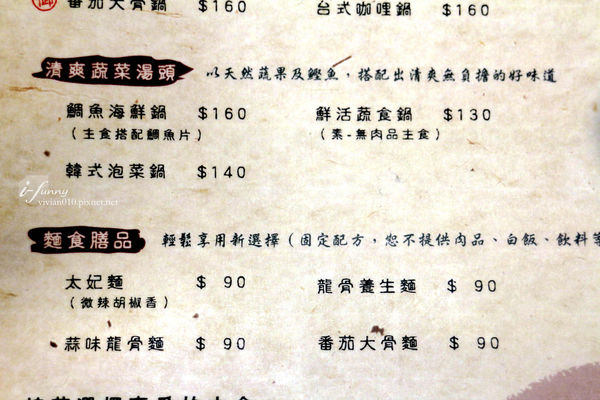 番茄大骨鍋 $160 台式咖哩鍋 $160
清爽蔬菜湯頭 以天然蔬果及鰹魚，搭配出清爽無負擔的好味道
鯛魚海鮮鍋 $160 鮮活蔬食鍋 $130
（主食搭配鯛魚片） （素-無肉品主食）
韓式泡菜鍋 $140
i-funny
vivian010.pixnet.net
麵食膳品 輕鬆享用新選擇（固定配方，恕不提供肉品、白飯、飲料等
太妃麵 $ 90 龍骨養生麵 $ 90
（微辣胡椒香）
蒜味龍骨麵 $ 90 番茄大骨麵 $ 90